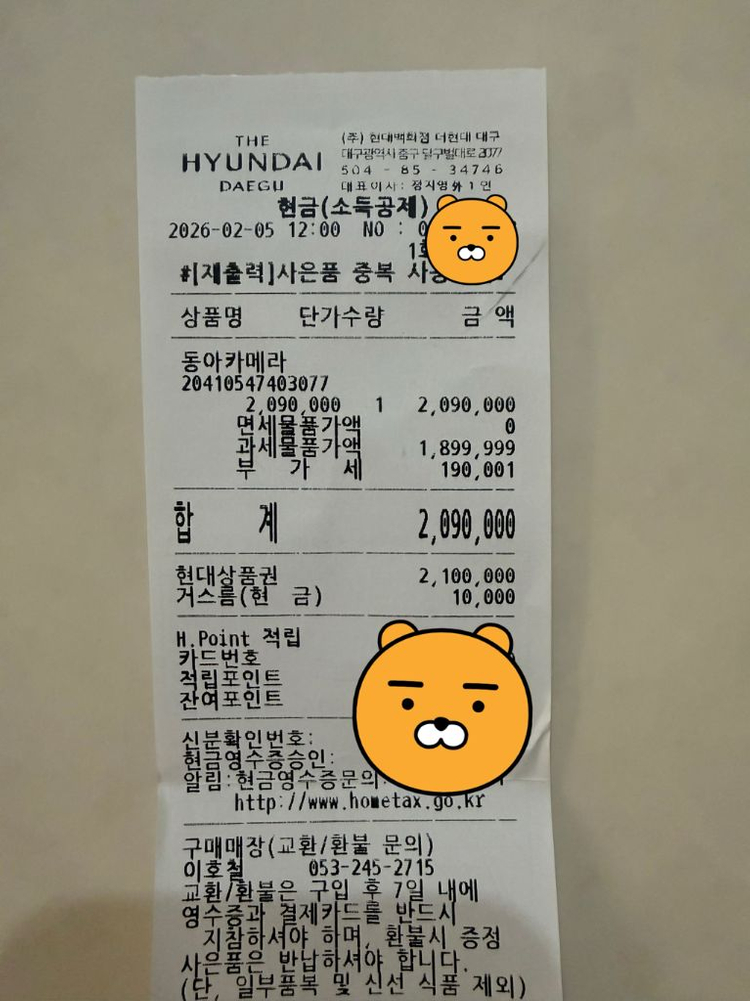 THE
HYUNDAI
DAEGU
(주) 현대백화점 더현대 대구
대구광역시 중구 달구벌대로 2077
504 - 85 - 34746
대표이사: 정지영外1인
현금(소득공제)
2026-02-05 12:00 NO : 0
#[재출력]사은품 중복
상품명 단가수량 금 액
동아카메라
20410547403077
2,090,000 1 2,090,000
면세물품가액 0
과세물품가액 1,899,999
부 가 세 190,001
합 계 2,090,000
현대상품권 2,100,000
거스름(현 금) 10,000
H.Point 적립
카드번호
적립포인트
잔여포인트
신분확인번호:
현금영수증승인:
알림:현금영수증문의
http://www.hometax.go.kr
구매매장(교환/환불 문의)
이호철 053-245-2715
교환/환불은 구입 후 7일 내에
영수증과 결제카드를 반드시
지참하셔야 하며, 환불시 증정
사은품은 반납하셔야 합니다.
(단, 일부품목 및 신선 식품 제외)